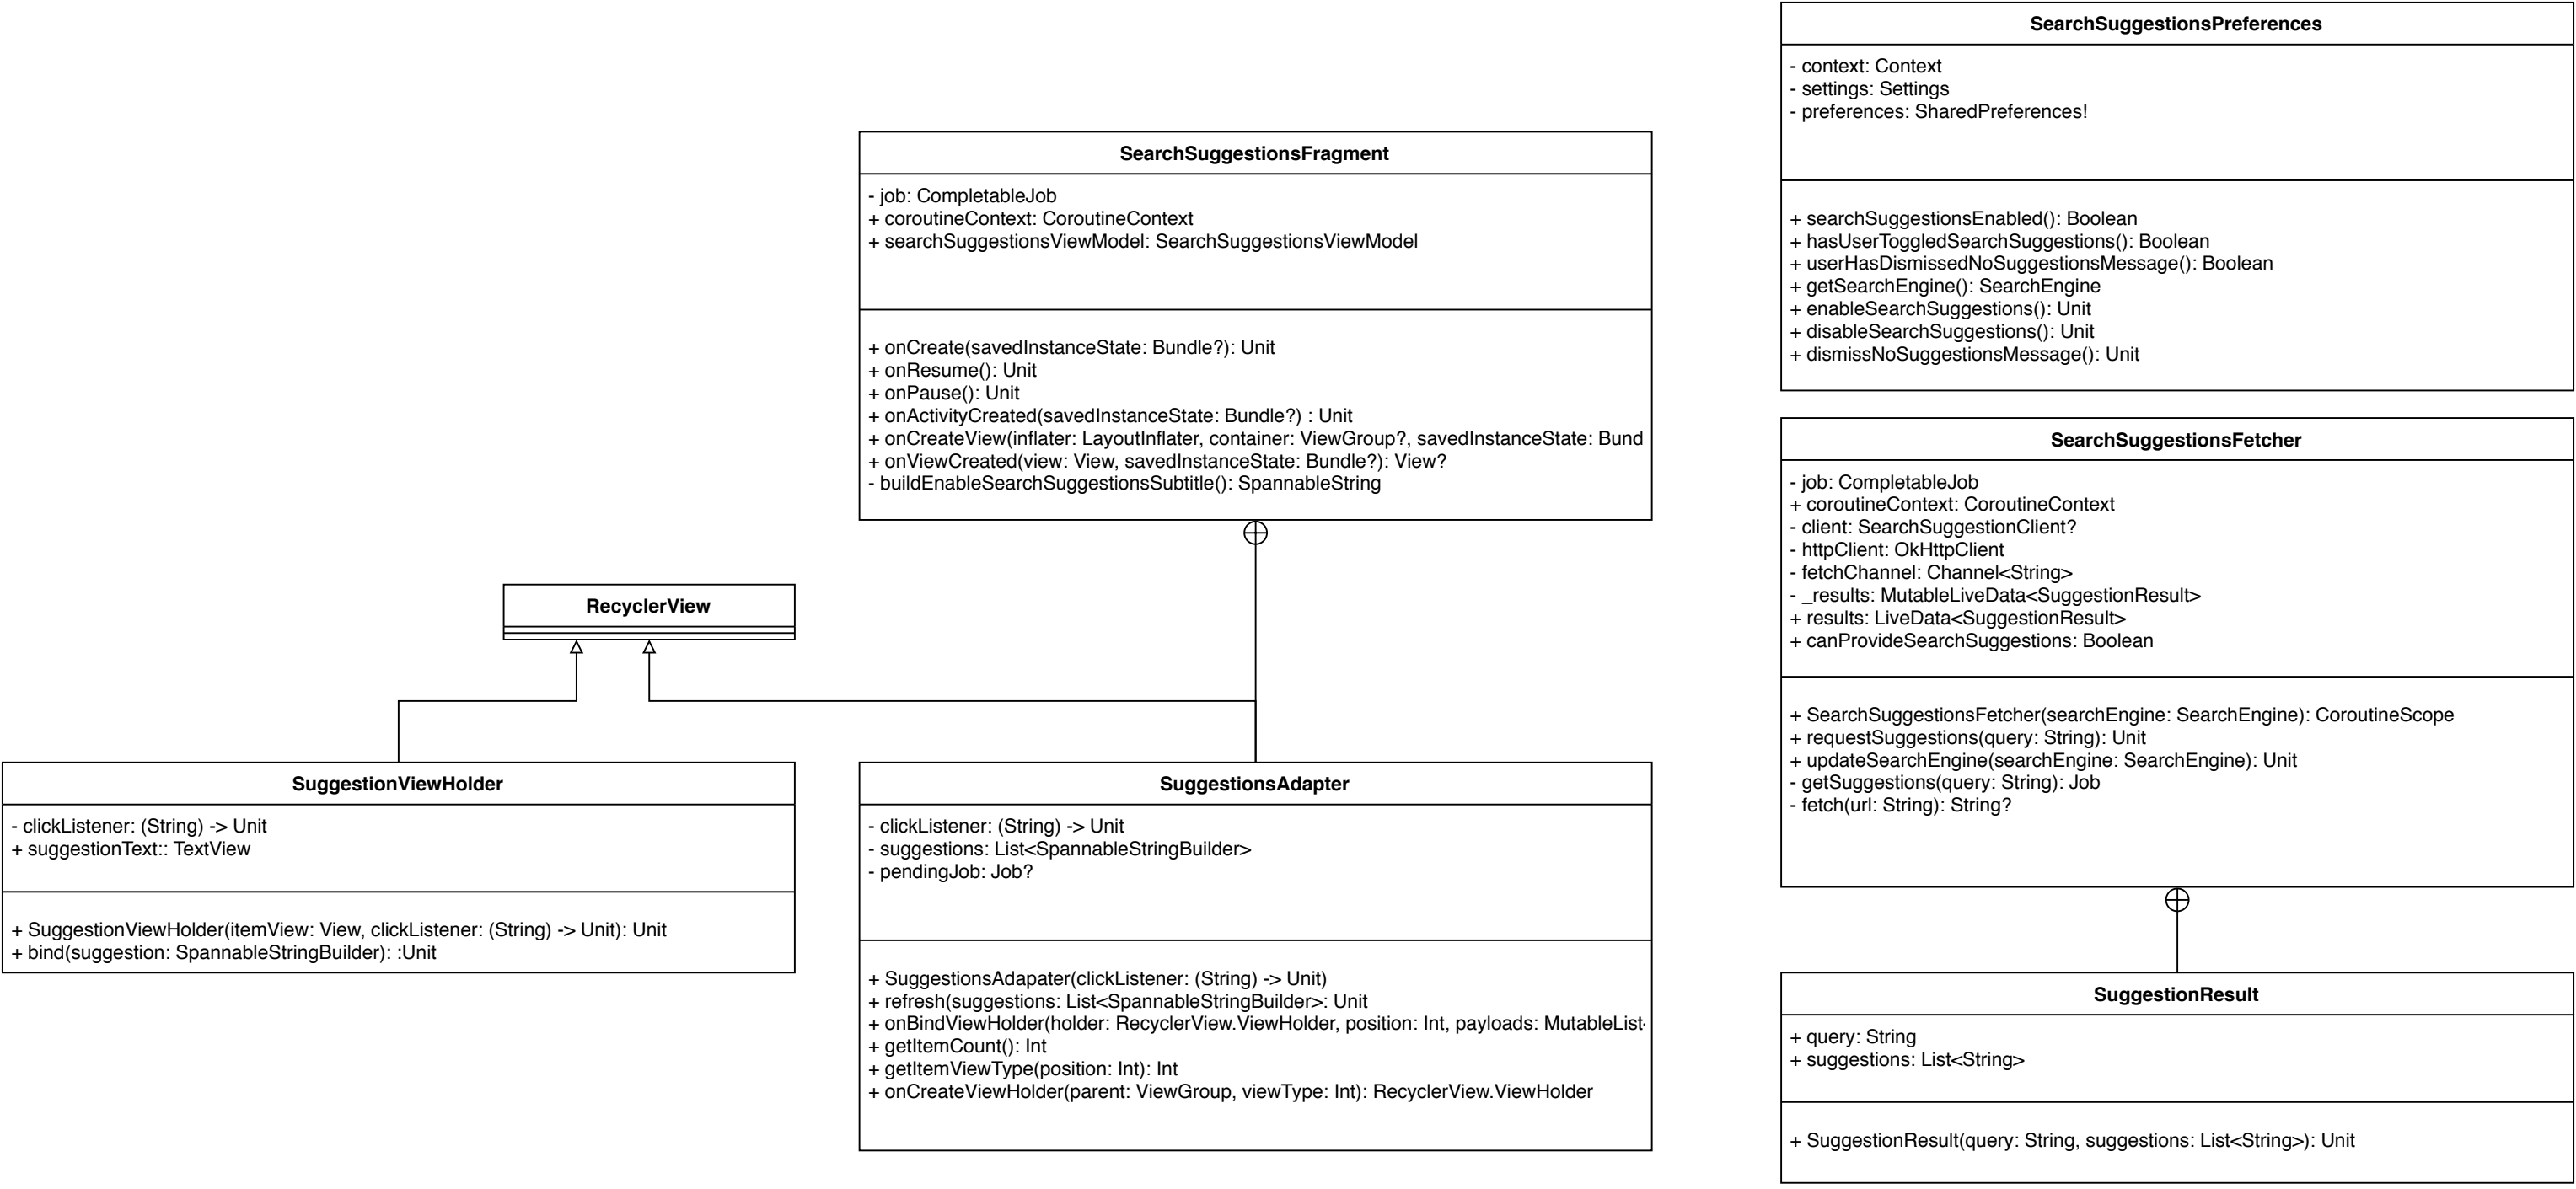 SearchSuggestionsPreferences
- context: Context
- settings: Settings
- preferences: SharedPreferences!
+ searchSuggestionsEnabled(): Boolean
+ hasUserToggledSearchSuggestions(): Boolean
+ userHasDismissedNoSuggestionsMessage(): Boolean
+ getSearchEngine(): SearchEngine
+ enableSearchSuggestions(): Unit
+ disableSearchSuggestions(): Unit
+ dismissNoSuggestionsMessage(): Unit
SearchSuggestionsFragment
- job: CompletableJob
+ coroutineContext: CoroutineContext
+ searchSuggestionsViewModel: SearchSuggestionsViewModel
+ onCreate(savedInstanceState: Bundle?): Unit
+ onResume(): Unit
+ onPause(): Unit
+ onActivityCreated(savedInstanceState: Bundle?) : Unit
+ onCreateView(inflater: LayoutInflater, container: ViewGroup?, savedInstanceState: Bund
+ onViewCreated(view: View, savedInstanceState: Bundle?): View?
- buildEnableSearchSuggestionsSubtitle(): SpannableString
SearchSuggestionsFetcher
- job: CompletableJob
+ coroutineContext: CoroutineContext
- client: SearchSuggestionClient?
- httpClient: OkHttpClient
- fetchChannel: Channel<String>
- _results: MutableLiveData<SuggestionResult>
+ results: LiveData<SuggestionResult>
+ canProvideSearchSuggestions: Boolean
+ SearchSuggestionsFetcher(searchEngine: SearchEngine): CoroutineScope
+ requestSuggestions(query: String): Unit
+ updateSearchEngine(searchEngine: SearchEngine): Unit
- getSuggestions(query: String): Job
- fetch(url: String): String?
RecyclerView
SuggestionViewHolder
- clickListener: (String) -> Unit
+ suggestionText:: TextView
+ SuggestionViewHolder(itemView: View, clickListener: (String) -> Unit): Unit
+ bind(suggestion: SpannableStringBuilder): :Unit
SuggestionsAdapter
- clickListener: (String) -> Unit
- suggestions: List<SpannableStringBuilder>
- pendingJob: Job?
+ SuggestionsAdapater(clickListener: (String) -> Unit)
+ refresh(suggestions: List<SpannableStringBuilder>: Unit
+ onBindViewHolder(holder: RecyclerView.ViewHolder, position: Int, payloads: MutableList
+ getItemCount(): Int
+ getItemViewType(position: Int): Int
+ onCreateViewHolder(parent: ViewGroup, viewType: Int): RecyclerView.ViewHolder
SuggestionResult
+ query: String
+ suggestions: List<String>
+ SuggestionResult(query: String, suggestions: List<String>): Unit